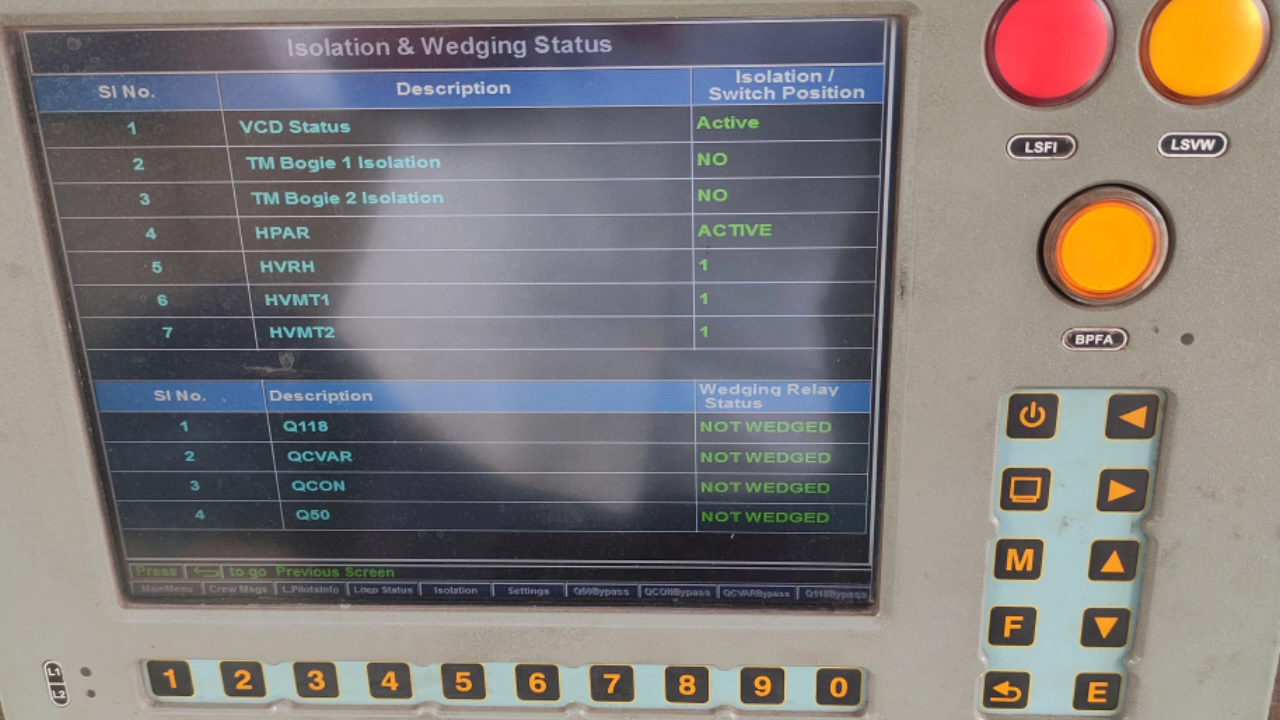 Isolation & Wedging Status
Sl No. Description Isolation / Switch Position
1 VCD Status Active
2 TM Bogie 1 Isolation NO
3 TM Bogie 2 Isolation NO
4 HPAR ACTIVE
5 HVRH 1
6 HVMT1 1
7 HVMT2 1
Sl No. Description Wedging Relay Status
1 Q118 NOT WEDGED
2 QCVAR NOT WEDGED
3 QCON NOT WEDGED
4 Q50 NOT WEDGED
Press to go Previous Screen
MainMenu Crew Msgs L.PilotsInfo Loco Status Isolation Settings Q50Bypass QCONBypass QCVARBypass Q118Bypass
LSFI LSVW
BPFA
M
F
E
L1
L2
1 2 3 4 5 6 7 8 9 0